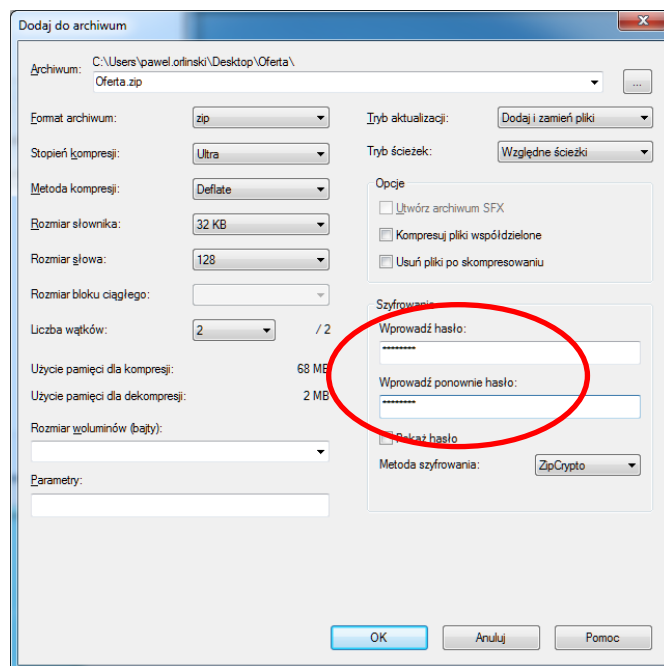 Dodaj do archiwum
x
C:\Users\pawel.orlinski\Desktop\Oferta\
Archiwum:
Oferta.zip
...
Format archiwum: zip
Stopień kompresji: Ultra
Metoda kompresji: Deflate
Rozmiar słownika: 32 KB
Rozmiar słowa: 128
Rozmiar bloku ciągłego:
Liczba wątków: 2 / 2
Użycie pamięci dla kompresji: 68 MB
Użycie pamięci dla dekompresji: 2 MB
Rozmiar woluminów (bajty):
Parametry:
Tryb aktualizacji: Dodaj i zamień pliki
Tryb ścieżek: Względne ścieżki
Opcje
Utwórz archiwum SFX
Kompresuj pliki współdzielone
Usuń pliki po skompresowaniu
Szyfrowanie
Wprowadź hasło:
********
Wprowadź ponownie hasło:
********
Pokaż hasło
Metoda szyfrowania: ZipCrypto
OK
Anuluj
Pomoc